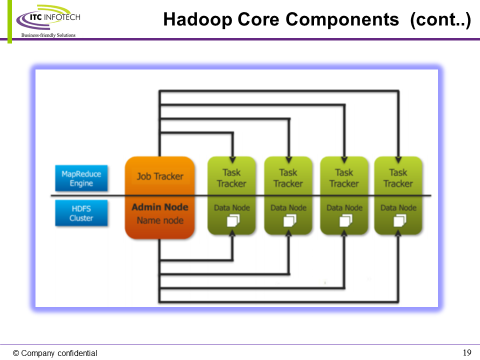 ITC INFOTECH
Business-friendly Solutions
Hadoop Core Components (cont..)
MapReduce
Engine
Job Tracker
Task
Tracker
Task
Tracker
Task
Tracker
Task
Tracker
HDFS
Cluster
Admin Node
Name node
Data Node
Data Node
Data Node
Data Node
© Company confidential
19